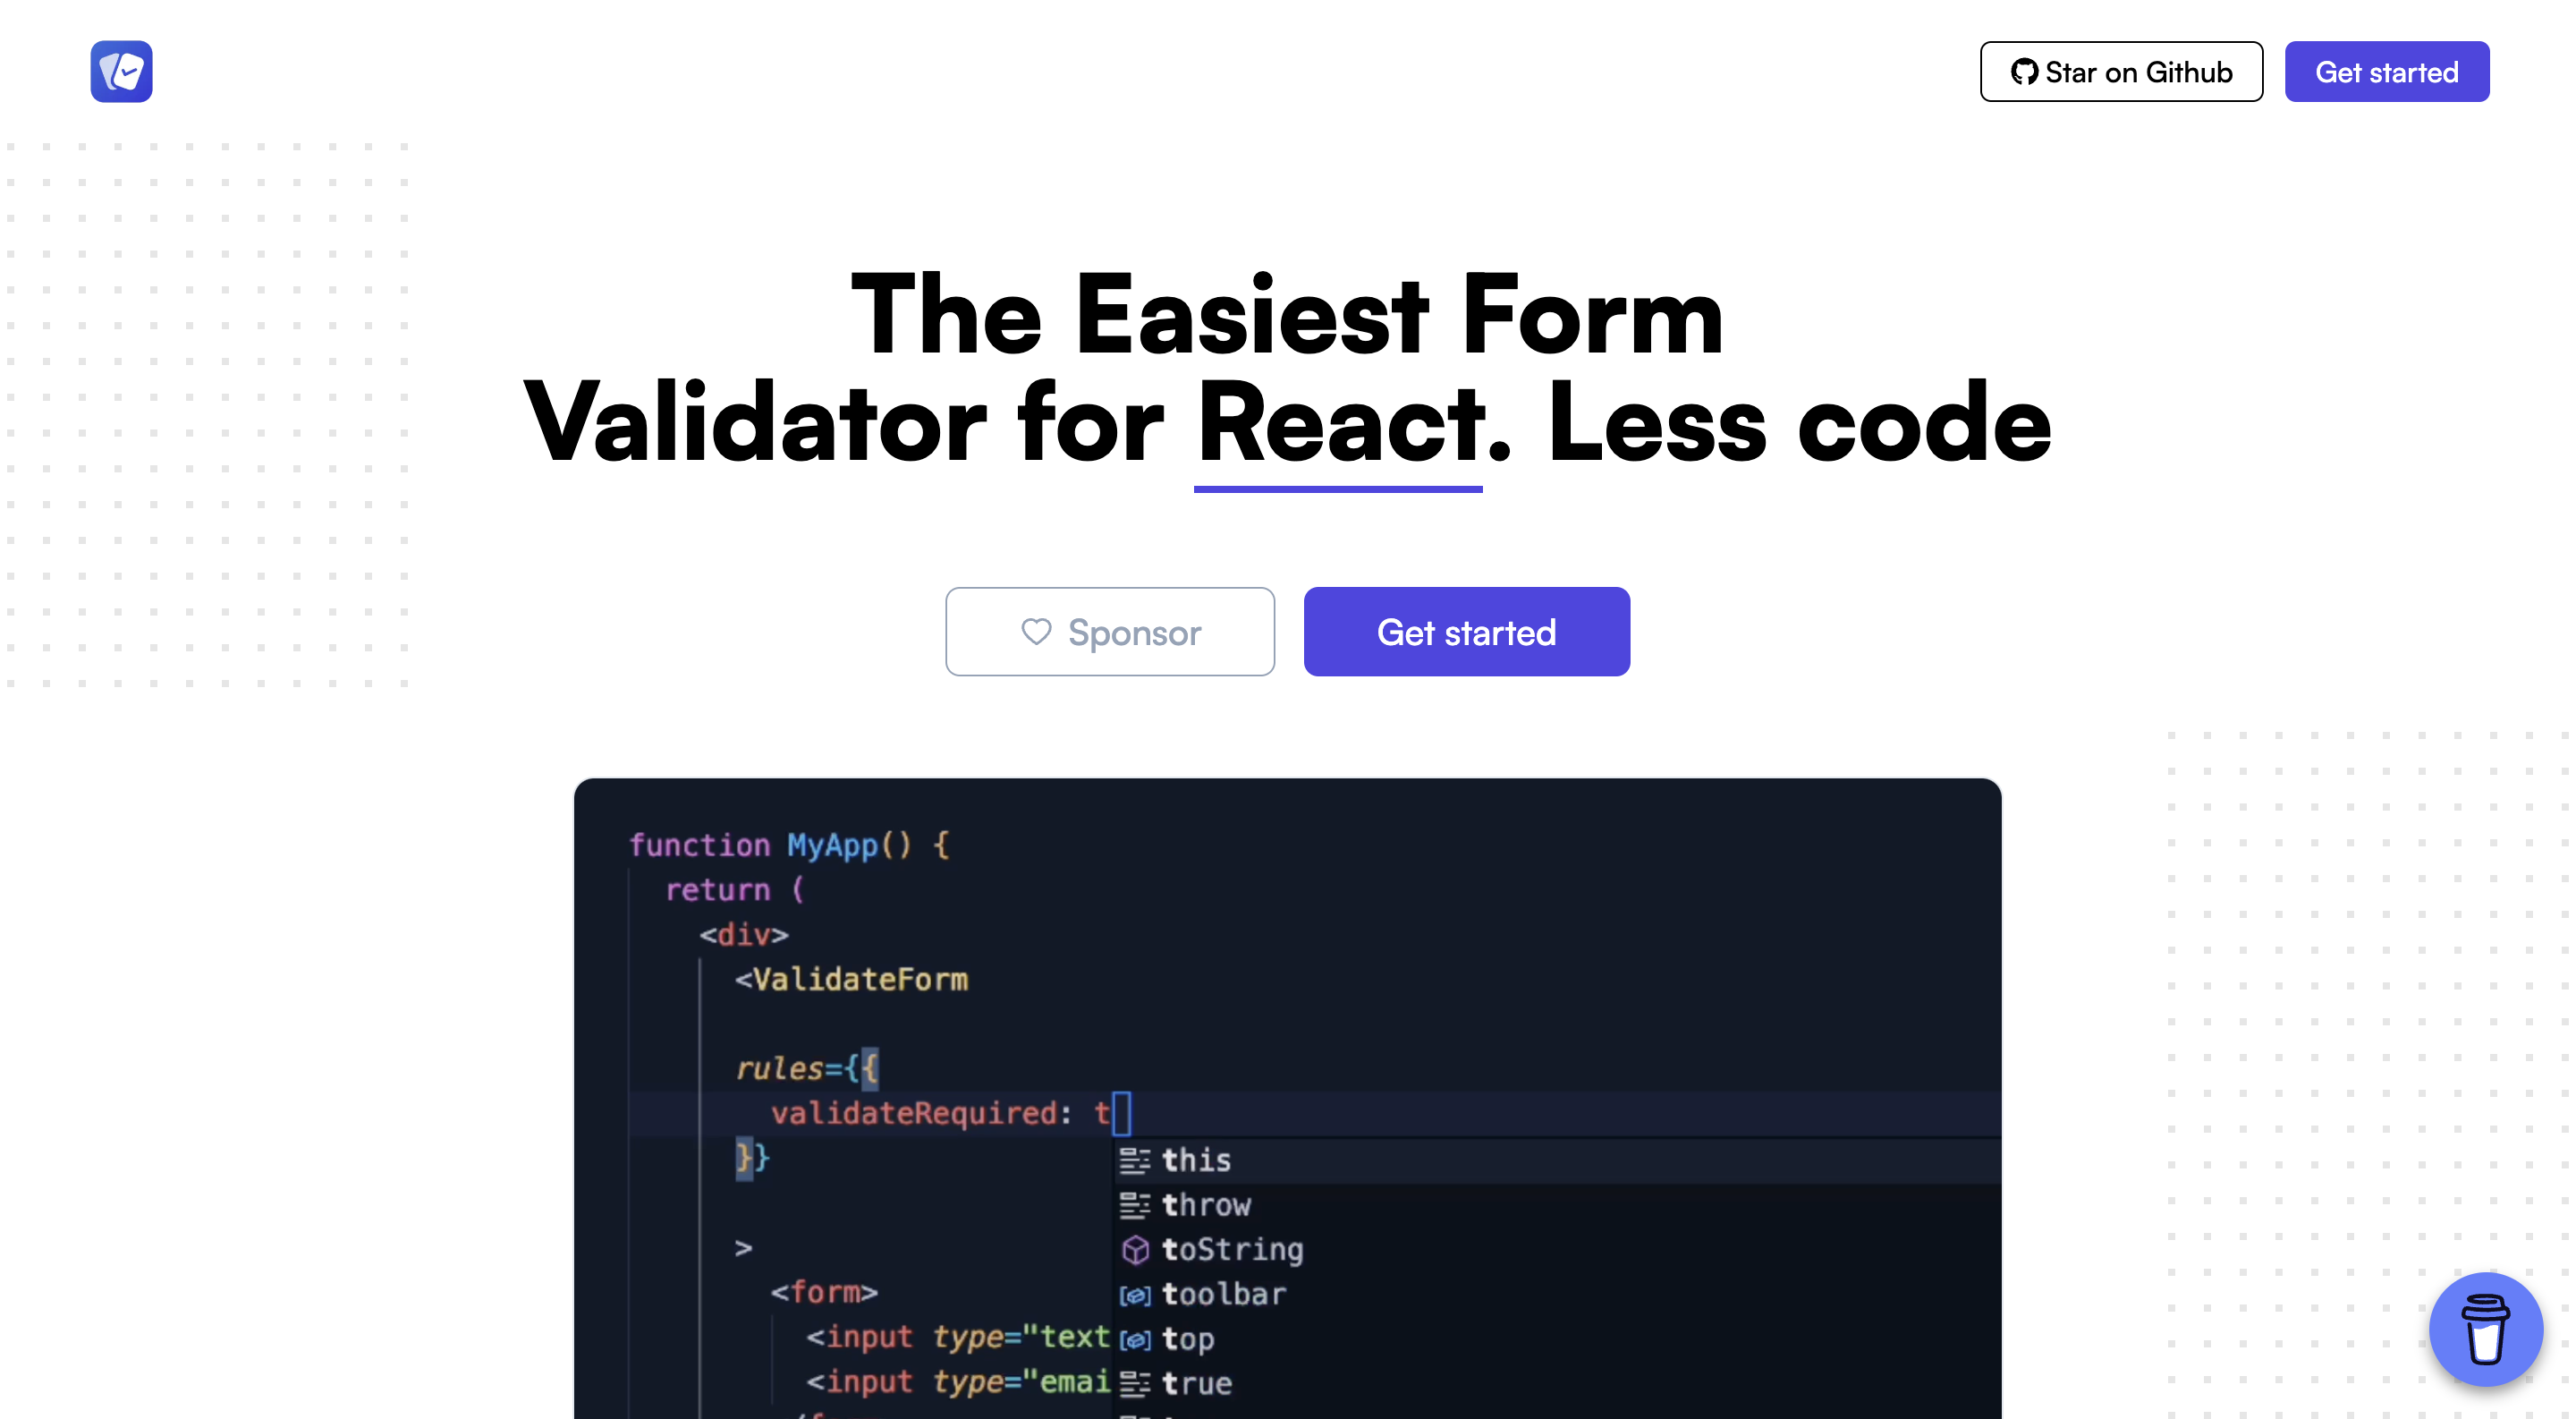 Star on Github
Get started
The Easiest Form
Validator for React. Less code
Sponsor
Get started
function MyApp() {
return (
<div>
<ValidateForm
rules={{
validateRequired: t
}}
this
throw
toString
>
toolbar
<form>
top
<input type="text
true
<input type="emai
</f